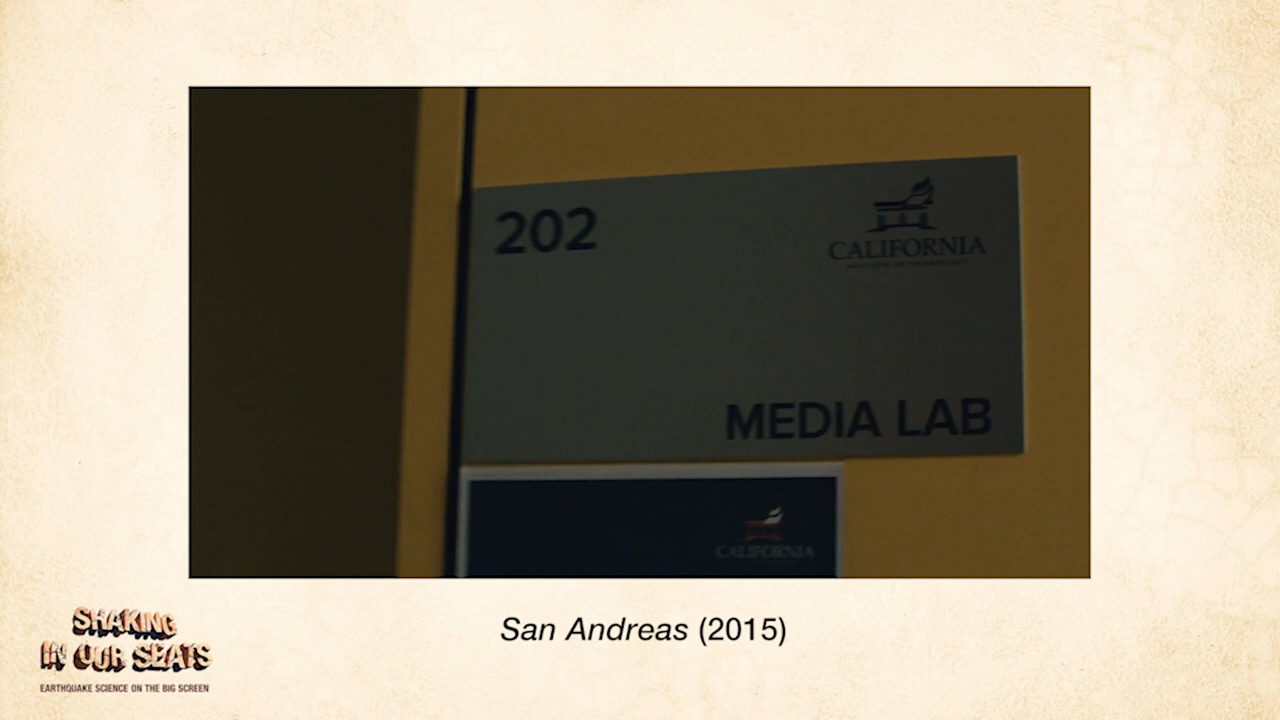 202
CALIFORNIA
MEDIA LAB
CALIFORNIA
San Andreas (2015)
SHAKING
IN OUR SEATS
EARTHQUAKE SCIENCE ON THE BIG SCREEN